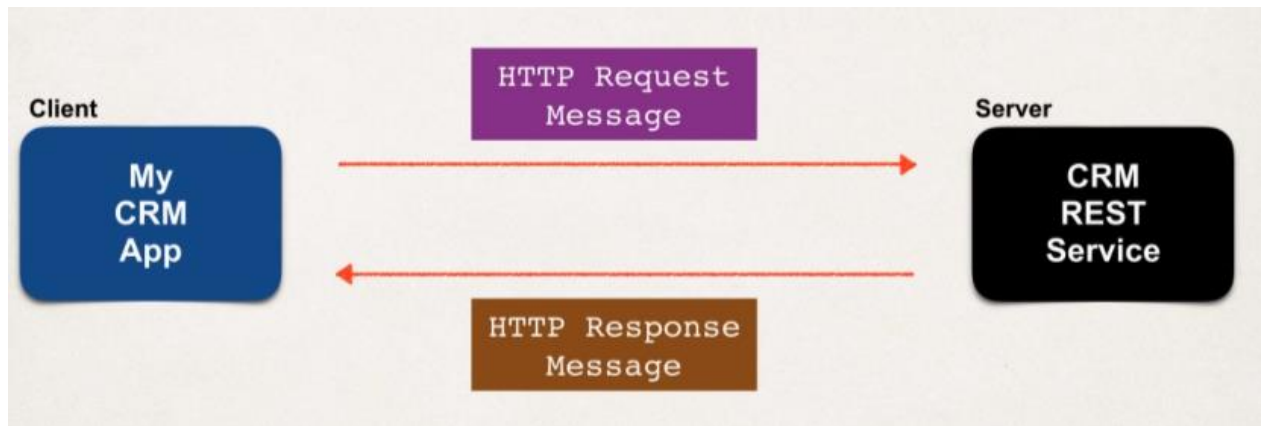 HTTP Request
Message
Client
Server
My
CRM
App
CRM
REST
Service
HTTP Response
Message